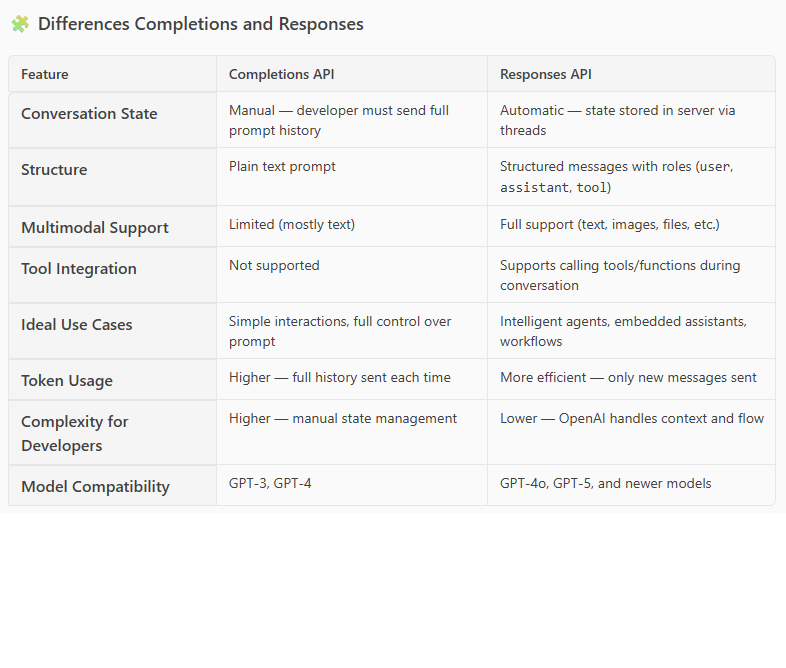 Differences Completions and Responses
Feature
Completions API
Responses API
Conversation State
Manual — developer must send full
prompt history
Automatic — state stored in server via
threads
Structure
Plain text prompt
Structured messages with roles (user,
assistant, tool)
Multimodal Support
Limited (mostly text)
Full support (text, images, files, etc.)
Tool Integration
Not supported
Supports calling tools/functions during
conversation
Ideal Use Cases
Simple interactions, full control over
prompt
Intelligent agents, embedded assistants,
workflows
Token Usage
Higher — full history sent each time
More efficient — only new messages sent
Complexity for
Developers
Higher — manual state management
Lower — OpenAI handles context and flow
Model Compatibility
GPT-3, GPT-4
GPT-4o, GPT-5, and newer models